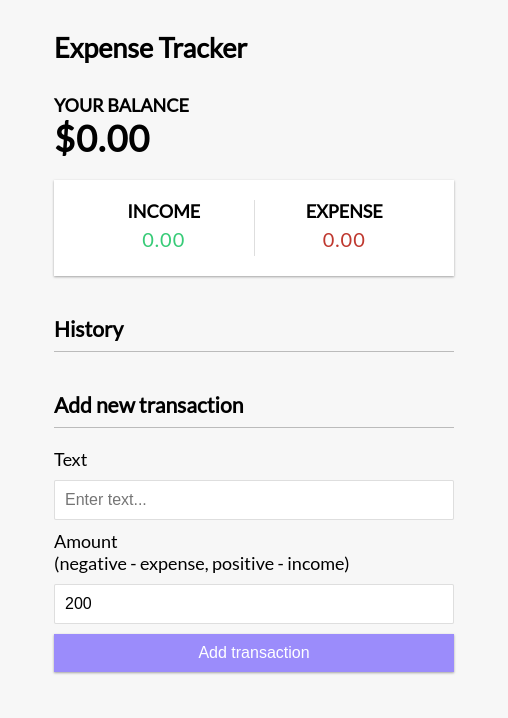 Expense Tracker
YOUR BALANCE
$0.00
INCOME
EXPENSE
0.00
0.00
History
Add new transaction
Text
Enter text...
Amount
(negative - expense, positive - income)
200
Add transaction